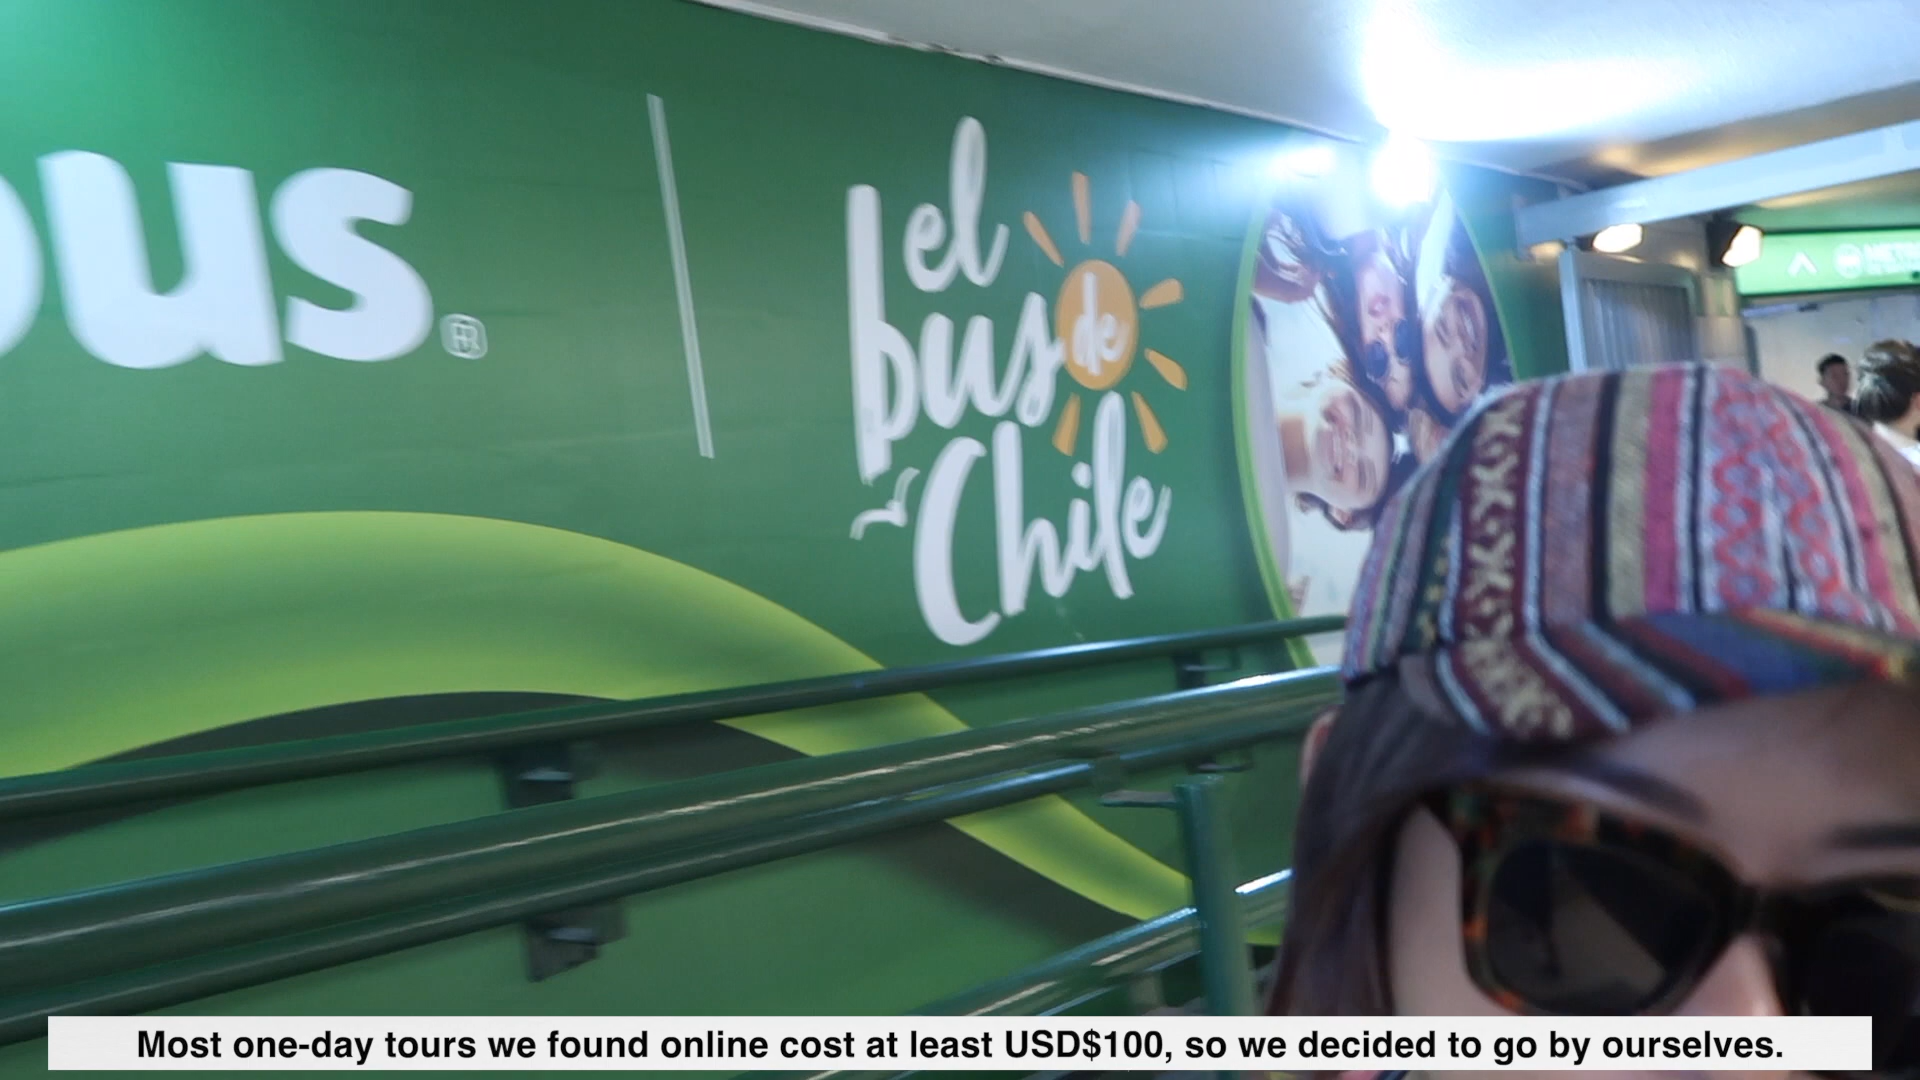 bus
®
el
bus de
Chile
Most one-day tours we found online cost at least USD$100, so we decided to go by ourselves.